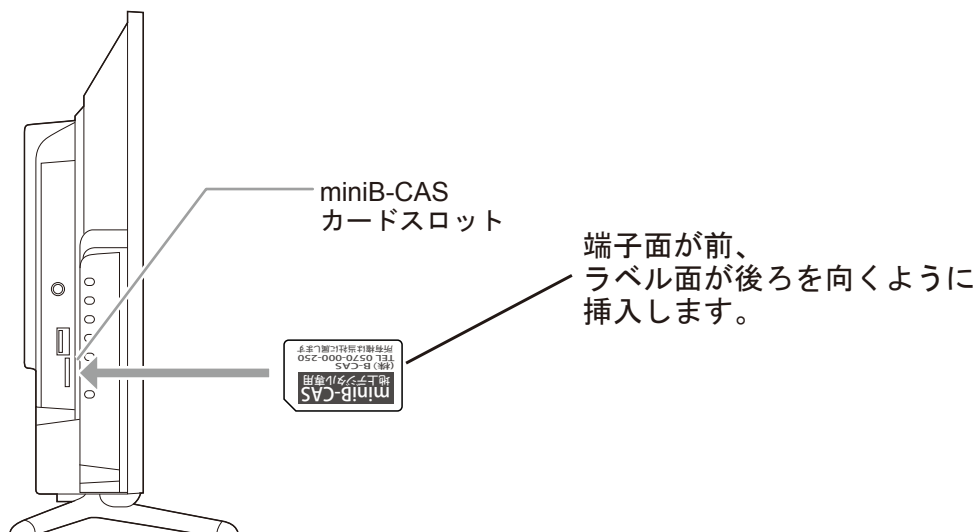 miniB-CAS
カードスロット
端子面が前、
ラベル面が後ろを向くように
挿入します。
miniB-CAS
地上デジタル専用
(株) B-CAS
TEL 0570-000-250
所有権は当社に属します